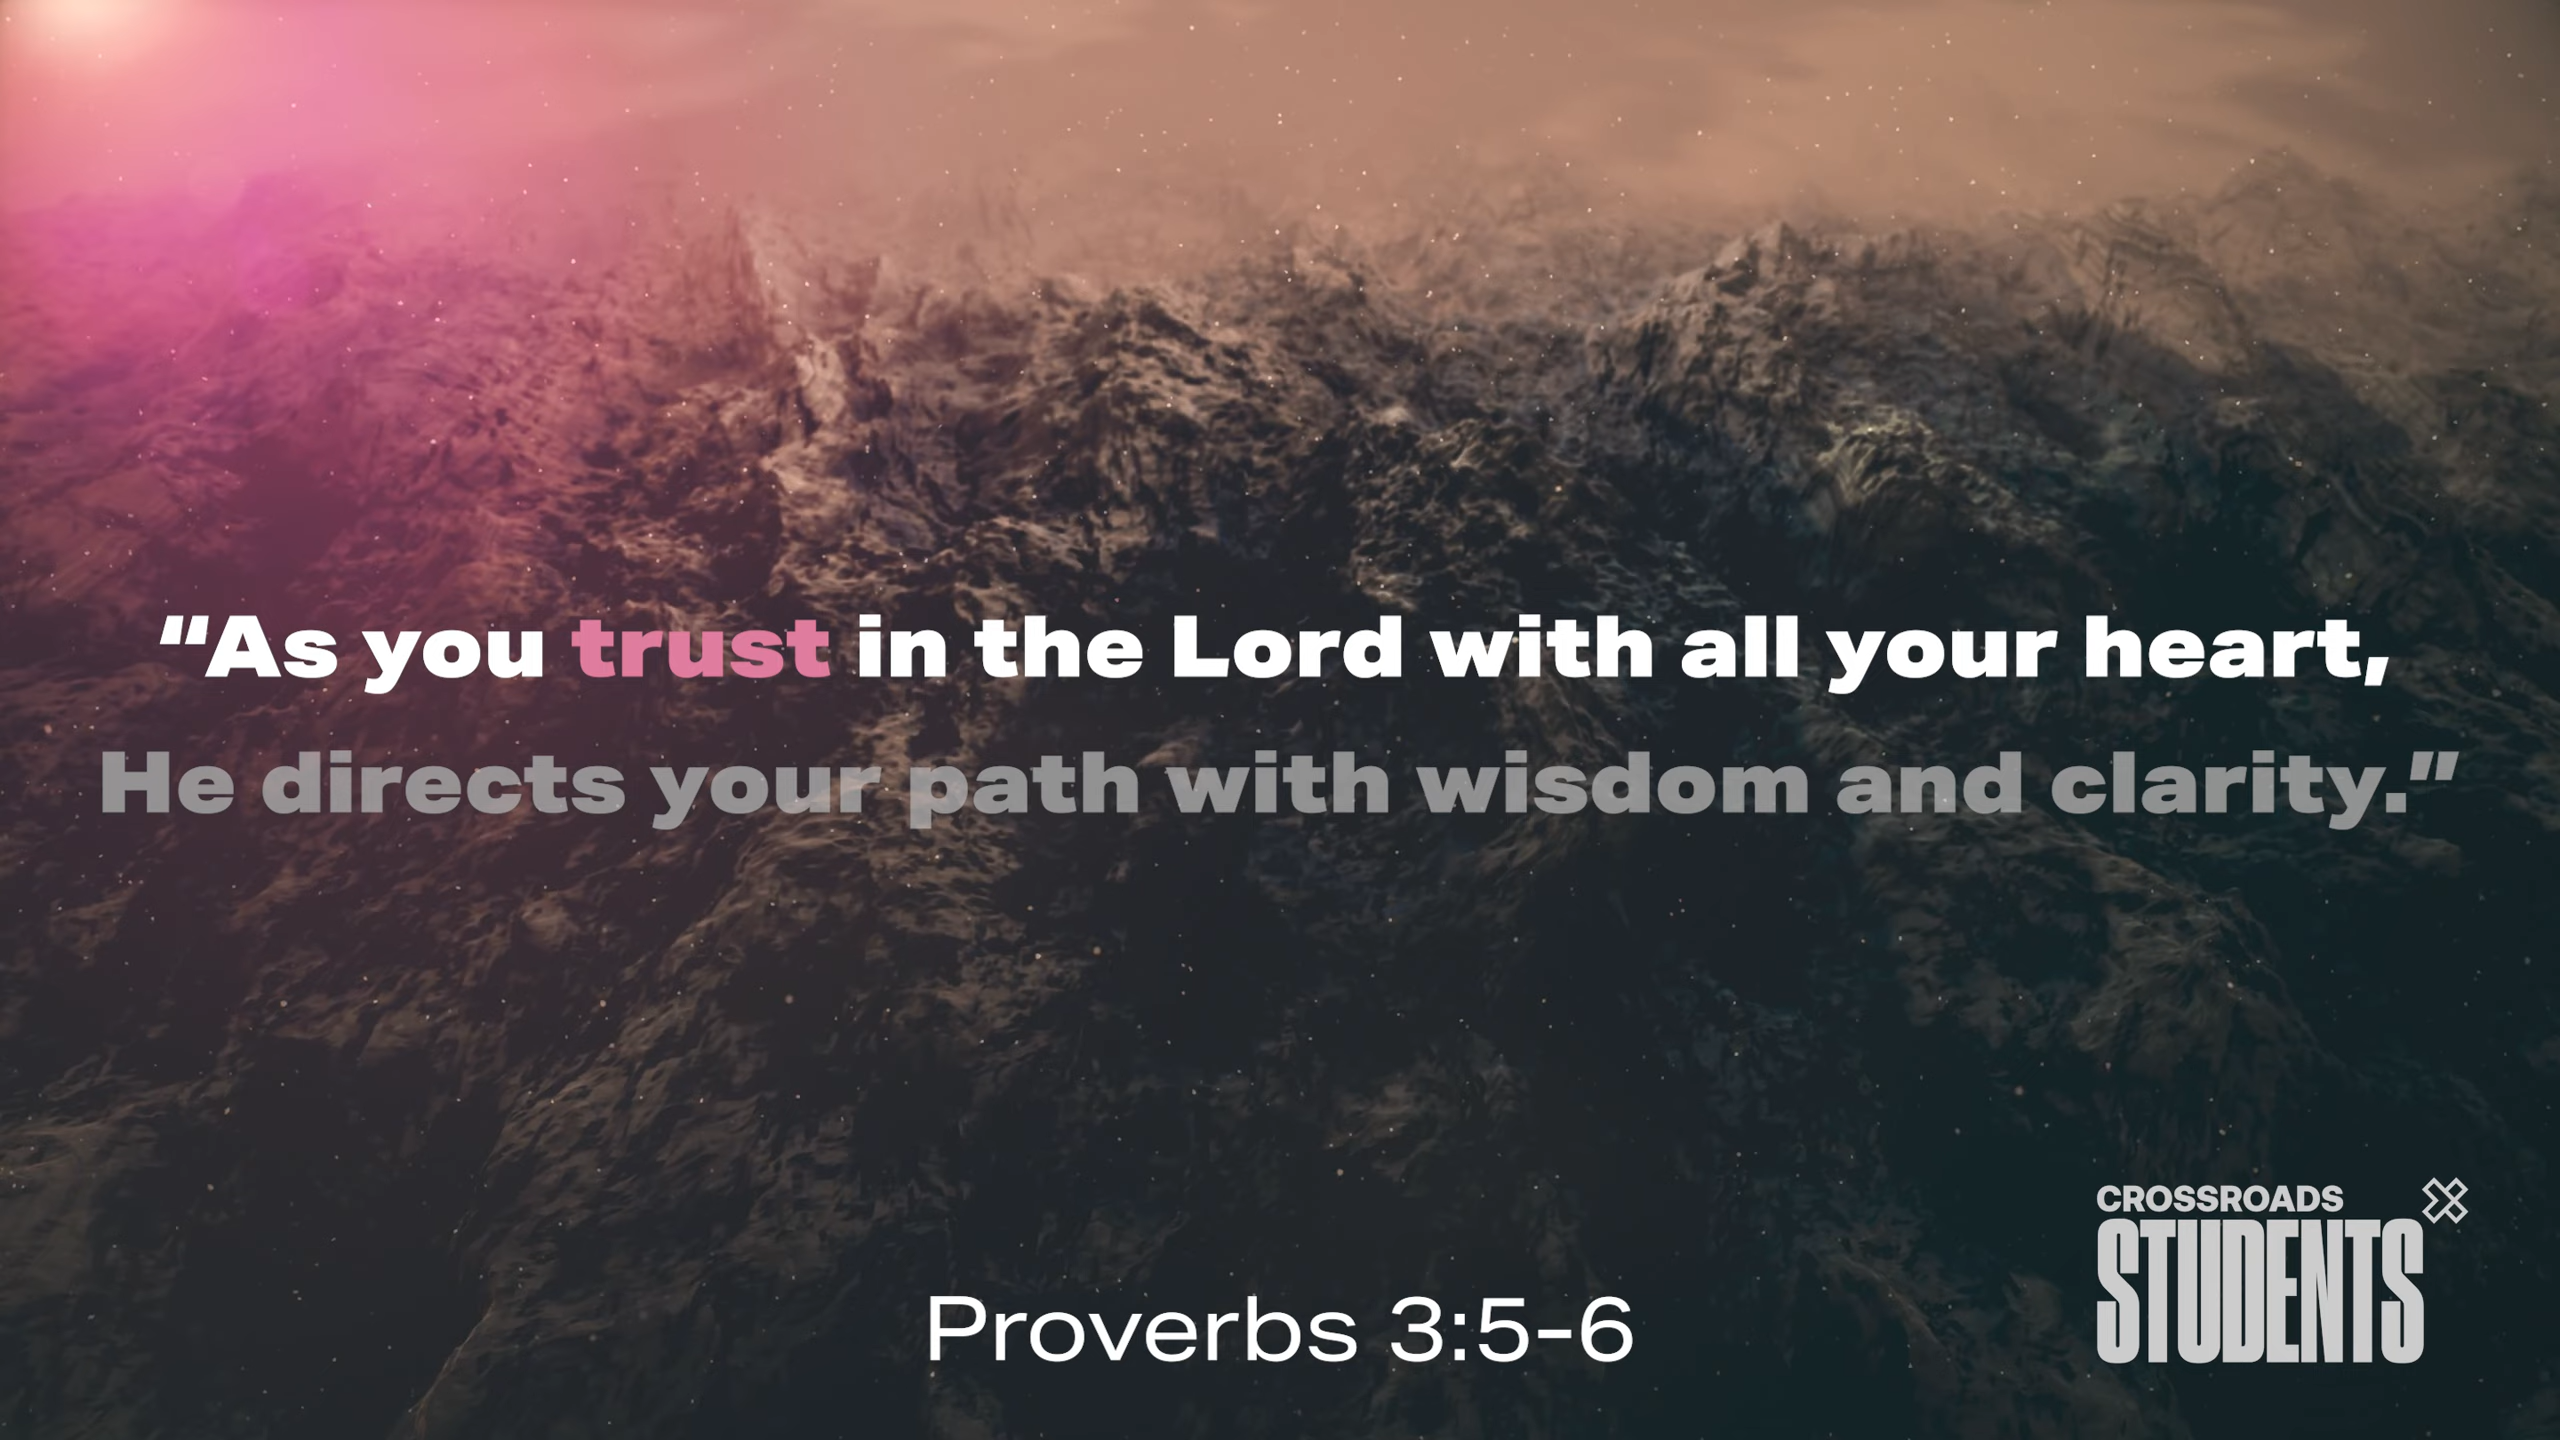 “As you trust in the Lord with all your heart,
He directs your path with wisdom and clarity.”
CROSSROADS
STUDENTS
Proverbs 3:5-6